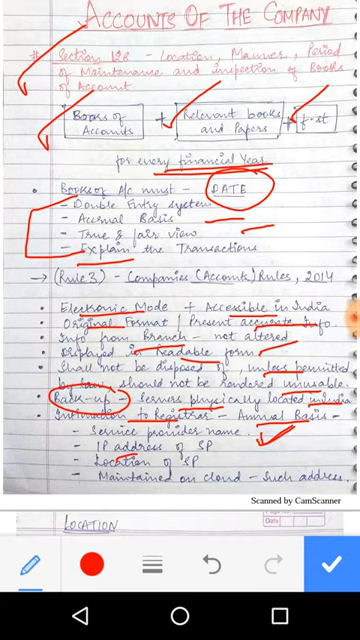 ACCOUNTS OF THE COMPANY
# Section 128 - Location, Manner, Period
of Maintenance and inspection of Books
of Account
Books of Accounts + Relevant books and Papers + f.st
for every financial Year
• Books of A/c must - DATE
- Double Entry system
- Accrual Basis
- True & fair view
- Explain the Transactions
→ (Rule 3) - Companies (Accounts) Rules, 2014
• Electronic Mode + Accessible in India
• Original Format / Present accurate Info
• Info from Branch - not altered
• Displayed in Readable form
• Shall not be disposed of, unless permitted
by law, should not be rendered unusable.
• Back-up - Servers physically located in India
• Intimation to Registrar - Annual Basis -
- Service provider name.
- IP address of SP
- Location of SP
- Maintained on cloud - Such address.
Scanned by CamScanner
LOCATION
Date